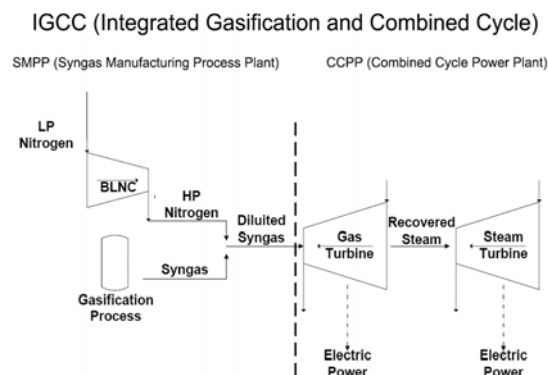 IGCC (Integrated Gasification and Combined Cycle)
SMPP (Syngas Manufacturing Process Plant)
CCPP (Combined Cycle Power Plant)
LP
Nitrogen
BLNC
HP
Nitrogen
Diluted
Syngas
Gas
Turbine
Recovered
Steam
Steam
Turbine
Syngas
Gasification
Process
Electric
Power
Electric
Power